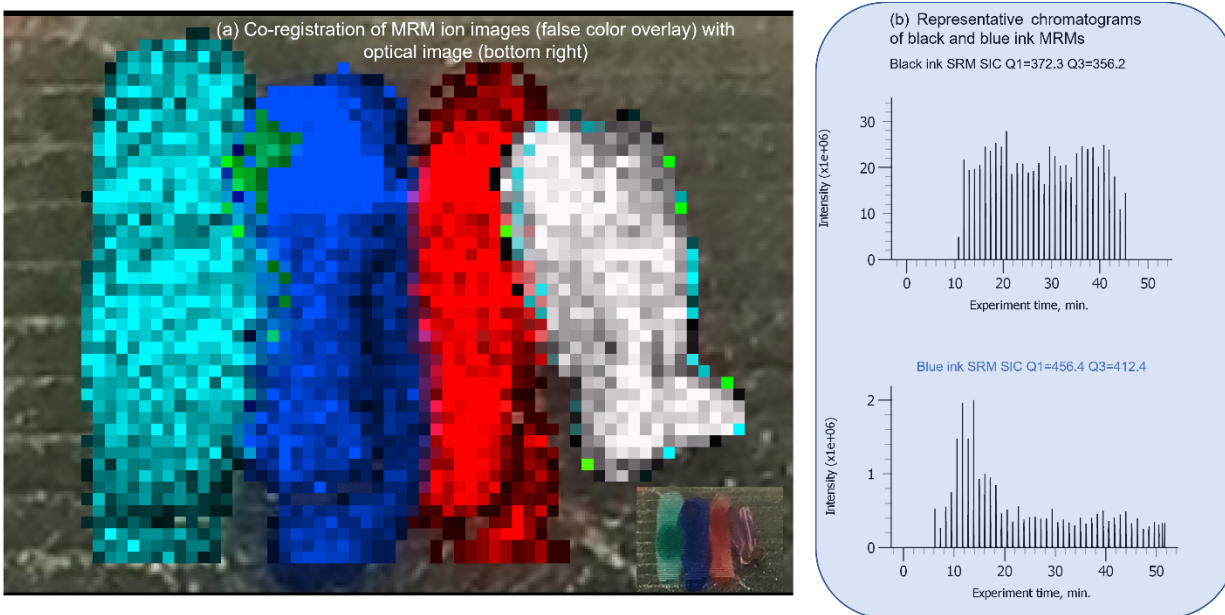 (a) Co-registration of MRM ion images (false color overlay) with
optical image (bottom right)
(b) Representative chromatograms
of black and blue ink MRMs
Black ink SRM SIC Q1=372.3 Q3=356.2
Intensity (x1e+06)
30
20
10
0
0 10 20 30 40 50
Experiment time, min.
Blue ink SRM SIC Q1=456.4 Q3=412.4
Intensity (x1e+06)
2
1
0
0 10 20 30 40 50
Experiment time, min.